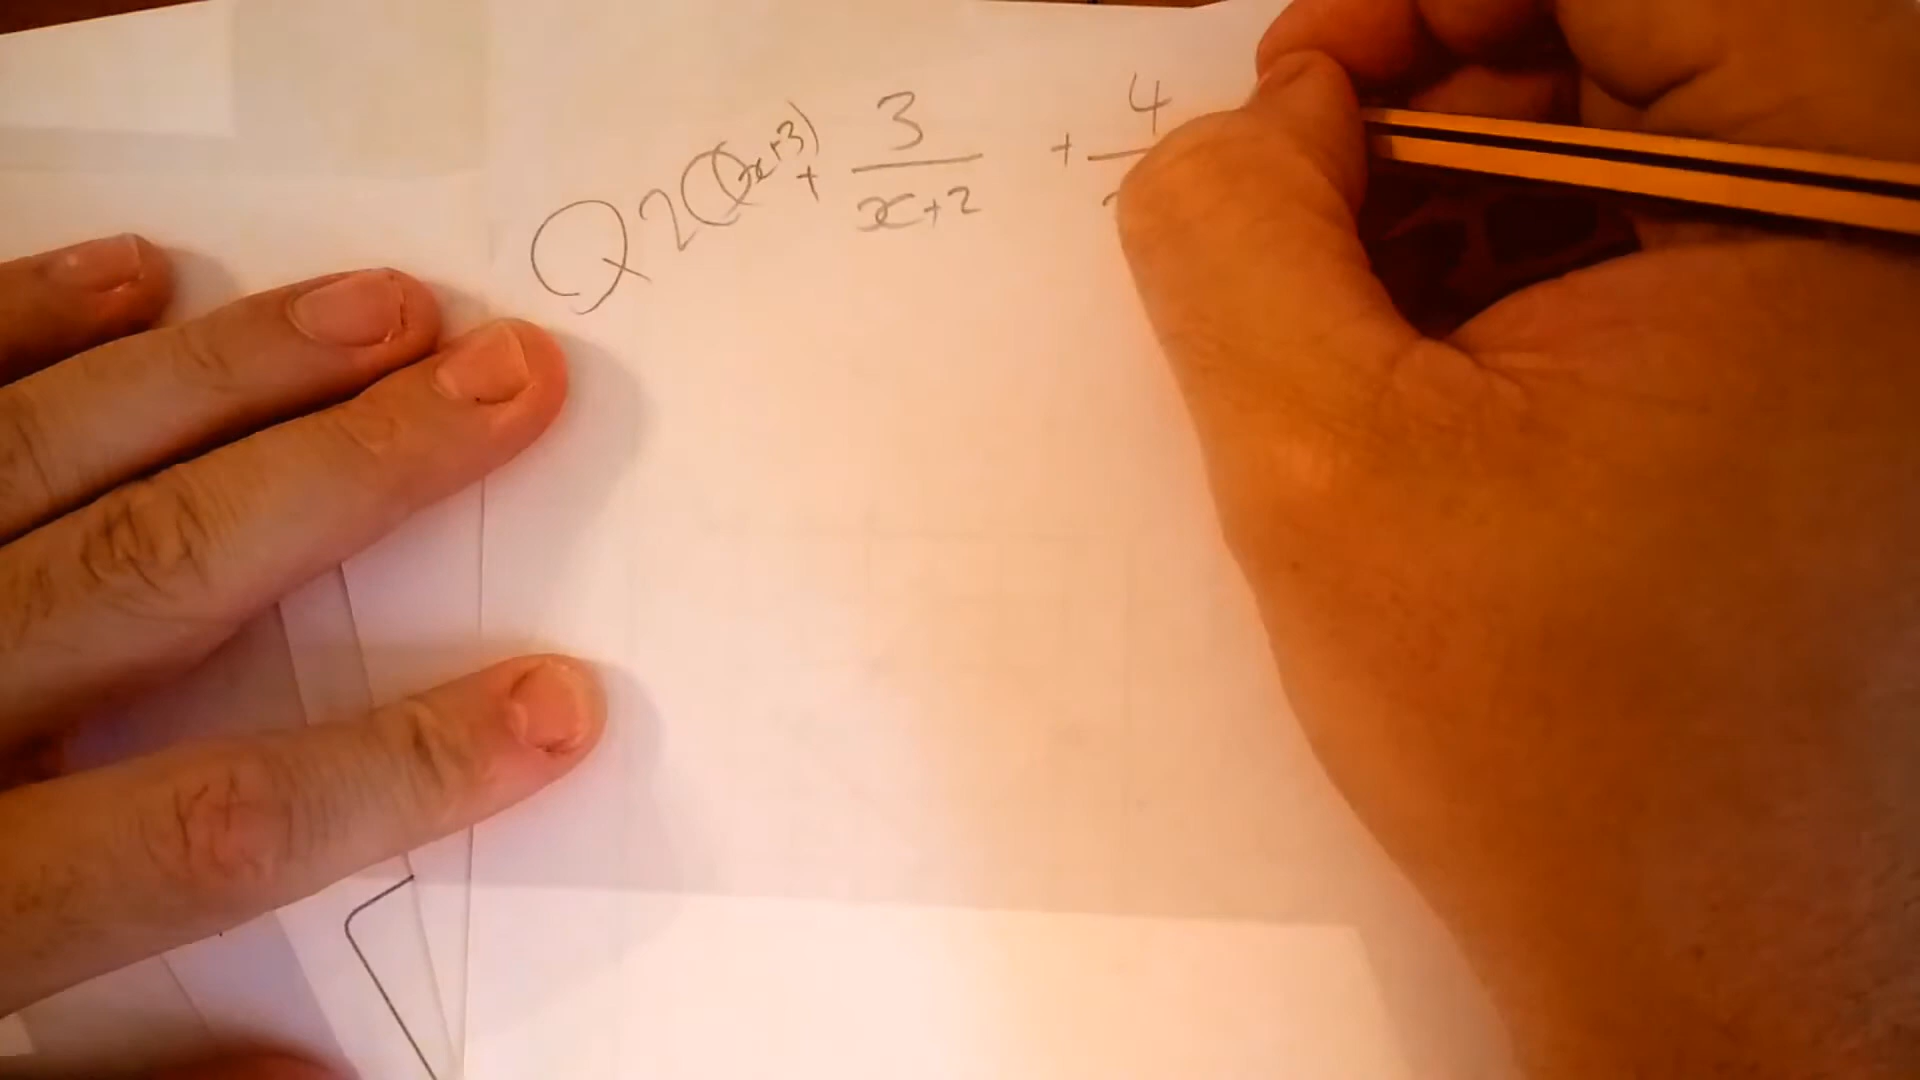 Q2 (x+3) + 3/(x+2) + 4/